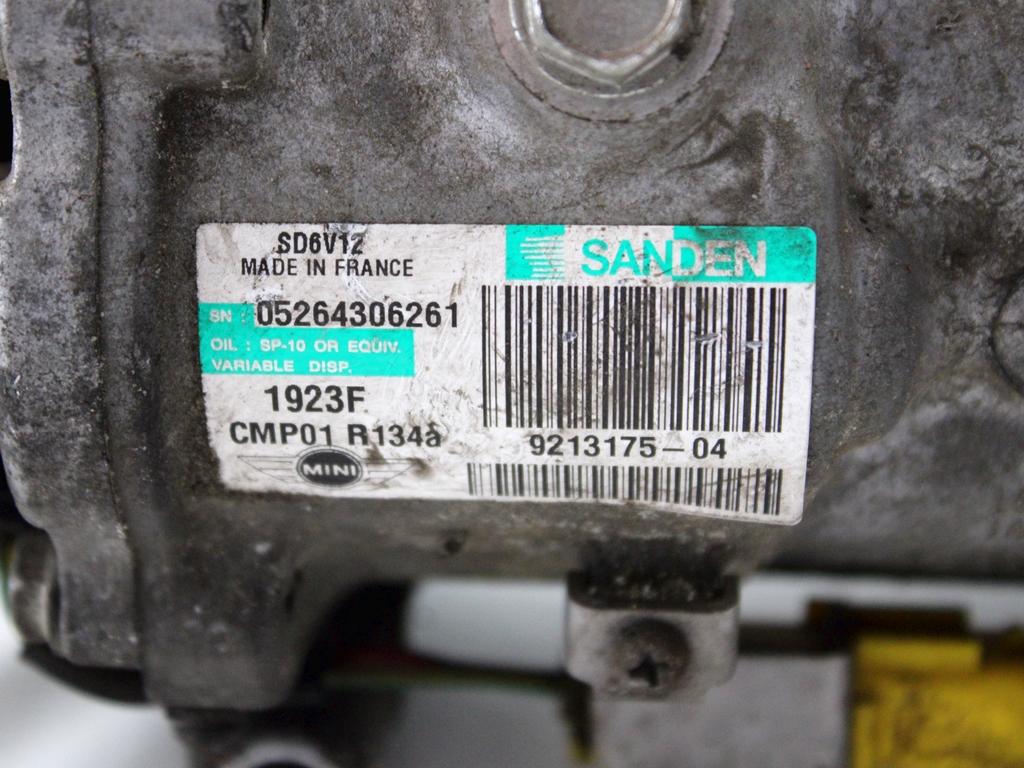 SD6V12
MADE IN FRANCE
SANDEN
SN : 05264306261
OIL : SP-10 OR EQUIV.
VARIABLE DISP.
1923F
CMP01 R134a
MINI
9213175-04